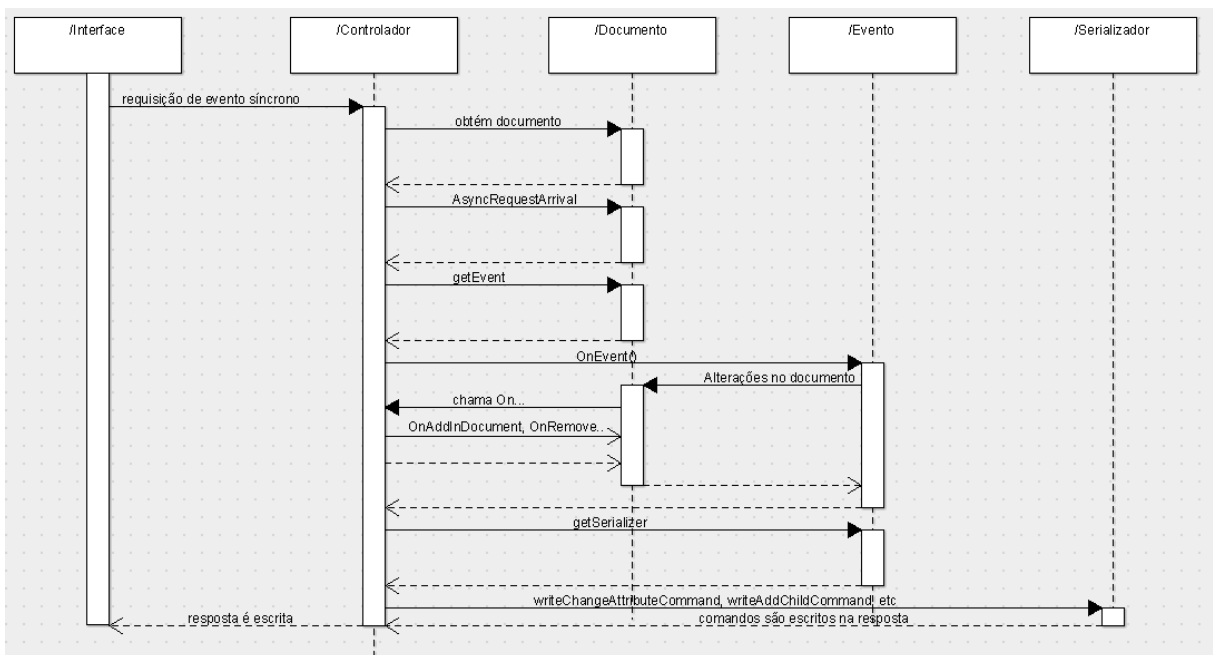 /Interface
/Controlador
/Documento
/Evento
/Serializador
requisição de evento síncrono
obtém documento
AsyncRequestArrival
getEvent
OnEvent()
Alterações no documento
chama On...
OnAddInDocument, OnRemove..
getSerializer
writeChangeAttributeCommand, writeAddChildCommand, etc
resposta é escrita
comandos são escritos na resposta